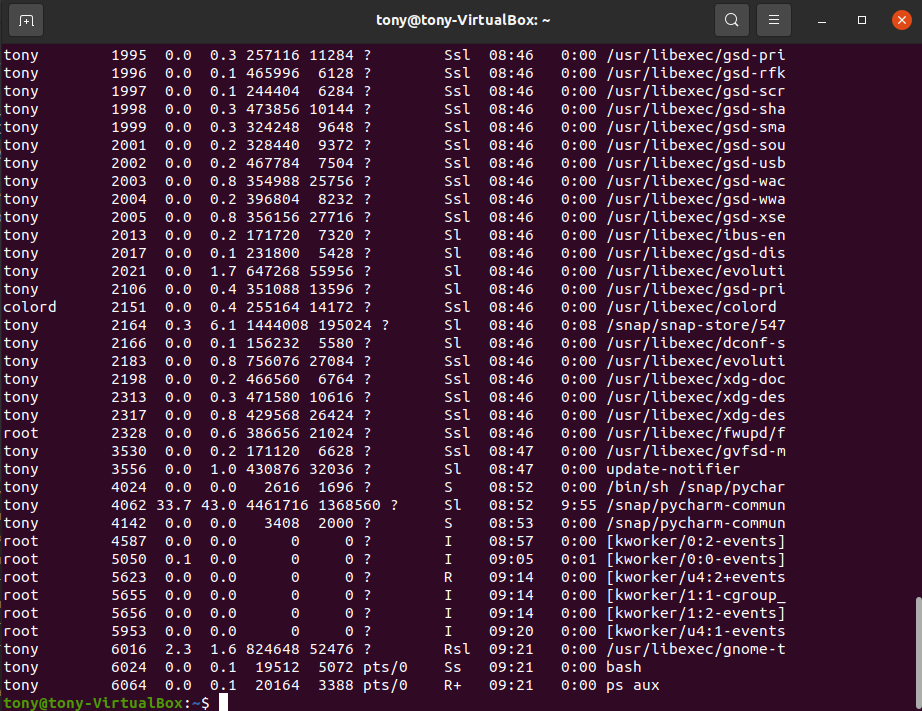 tony@tony-VirtualBox: ~
tony 1995 0.0 0.3 257116 11284 ? Ssl 08:46 0:00 /usr/libexec/gsd-pri
tony 1996 0.0 0.1 465996 6128 ? Ssl 08:46 0:00 /usr/libexec/gsd-rfk
tony 1997 0.0 0.1 244404 6284 ? Ssl 08:46 0:00 /usr/libexec/gsd-scr
tony 1998 0.0 0.3 473856 10144 ? Ssl 08:46 0:00 /usr/libexec/gsd-sha
tony 1999 0.0 0.3 324248 9648 ? Ssl 08:46 0:00 /usr/libexec/gsd-sma
tony 2001 0.0 0.2 328440 9372 ? Ssl 08:46 0:00 /usr/libexec/gsd-sou
tony 2002 0.0 0.2 467784 7504 ? Ssl 08:46 0:00 /usr/libexec/gsd-usb
tony 2003 0.0 0.8 354988 25756 ? Ssl 08:46 0:00 /usr/libexec/gsd-wac
tony 2004 0.0 0.2 396804 8232 ? Ssl 08:46 0:00 /usr/libexec/gsd-wwa
tony 2005 0.0 0.8 356156 27716 ? Ssl 08:46 0:00 /usr/libexec/gsd-xse
tony 2013 0.0 0.2 171720 7320 ? Sl 08:46 0:00 /usr/libexec/ibus-en
tony 2017 0.0 0.1 231800 5428 ? Sl 08:46 0:00 /usr/libexec/gsd-dis
tony 2021 0.0 1.7 647268 55956 ? Sl 08:46 0:00 /usr/libexec/evoluti
tony 2106 0.0 0.4 351088 13596 ? Sl 08:46 0:00 /usr/libexec/gsd-pri
colord 2151 0.0 0.4 255164 14172 ? Ssl 08:46 0:00 /usr/libexec/colord
tony 2164 0.3 6.1 1444008 195024 ? Sl 08:46 0:08 /snap/snap-store/547
tony 2166 0.0 0.1 156232 5580 ? Sl 08:46 0:00 /usr/libexec/dconf-s
tony 2183 0.0 0.8 756076 27084 ? Ssl 08:46 0:00 /usr/libexec/evoluti
tony 2198 0.0 0.2 466560 6764 ? Ssl 08:46 0:00 /usr/libexec/xdg-doc
tony 2313 0.0 0.3 471580 10616 ? Ssl 08:46 0:00 /usr/libexec/xdg-des
tony 2317 0.0 0.8 429568 26424 ? Ssl 08:46 0:00 /usr/libexec/xdg-des
root 2328 0.0 0.6 386656 21024 ? Ssl 08:46 0:00 /usr/libexec/fwupd/f
tony 3530 0.0 0.2 171120 6628 ? Ssl 08:47 0:00 /usr/libexec/gvfsd-m
tony 3556 0.0 1.0 430876 32036 ? Sl 08:47 0:00 update-notifier
tony 4024 0.0 0.0 2616 1696 ? S 08:52 0:00 /bin/sh /snap/pychar
tony 4062 33.7 43.0 4461716 1368560 ? Sl 08:52 9:55 /snap/pycharm-commun
tony 4142 0.0 0.0 3408 2000 ? S 08:53 0:00 /snap/pycharm-commun
root 4587 0.0 0.0 0 0 ? I 08:57 0:00 [kworker/0:2-events]
root 5050 0.1 0.0 0 0 ? I 09:05 0:01 [kworker/0:0-events]
root 5623 0.0 0.0 0 0 ? R 09:14 0:00 [kworker/u4:2+events
root 5655 0.0 0.0 0 0 ? I 09:14 0:00 [kworker/1:1-cgroup_
root 5656 0.0 0.0 0 0 ? I 09:14 0:00 [kworker/1:2-events]
root 5953 0.0 0.0 0 0 ? I 09:20 0:00 [kworker/u4:1-events
tony 6016 2.3 1.6 824648 52476 ? Rsl 09:21 0:00 /usr/libexec/gnome-t
tony 6024 0.0 0.1 19512 5072 pts/0 Ss 09:21 0:00 bash
tony 6064 0.0 0.1 20164 3388 pts/0 R+ 09:21 0:00 ps aux
tony@tony-VirtualBox:~$